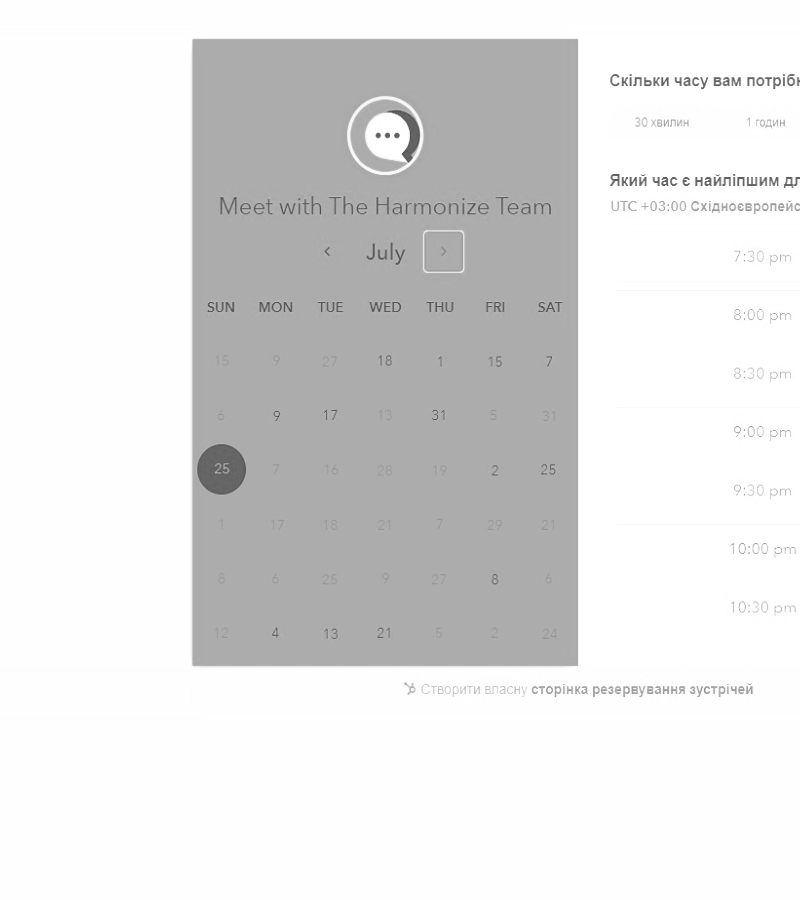 Meet with The Harmonize Team
July
SUN MON TUE WED THU FRI SAT
15 9 27 18 1 15 7
6 9 17 13 31 5 31
25 7 16 28 19 2 25
1 17 18 21 7 29 21
8 6 25 9 27 8 6
12 4 13 21 5 2 24
Скільки часу вам
30 хвилин 1 годин
Який час є найліпшим
UTC +03:00
7:30 pm
8:00 pm
8:30 pm
9:00 pm
9:30 pm
10:00 pm
10:30 pm
Створити власну сторінка резервування зустрічей